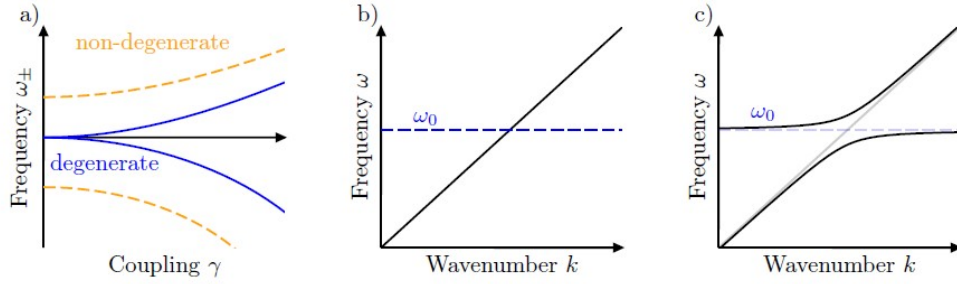 a)
non-degenerate
degenerate
Frequency ω±
Coupling γ
b)
ω0
Frequency ω
Wavenumber k
c)
ω0
Frequency ω
Wavenumber k